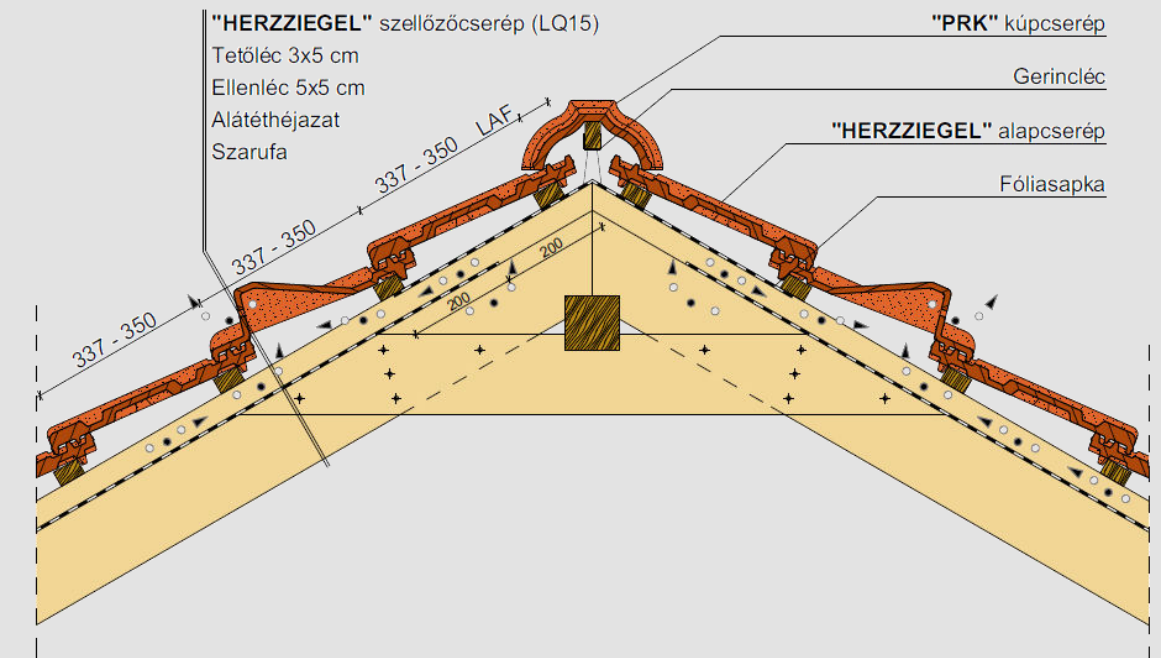 "HERZZIEGEL" szellőzőcserép (LQ15)
Tetőléc 3x5 cm
Ellenléc 5x5 cm
Alátéthéjazat
Szarufa
"PRK" kúpcserép
Gerincléc
"HERZZIEGEL" alapcserép
Fóliasapka
LAF
337 - 350
337 - 350
337 - 350
200
200